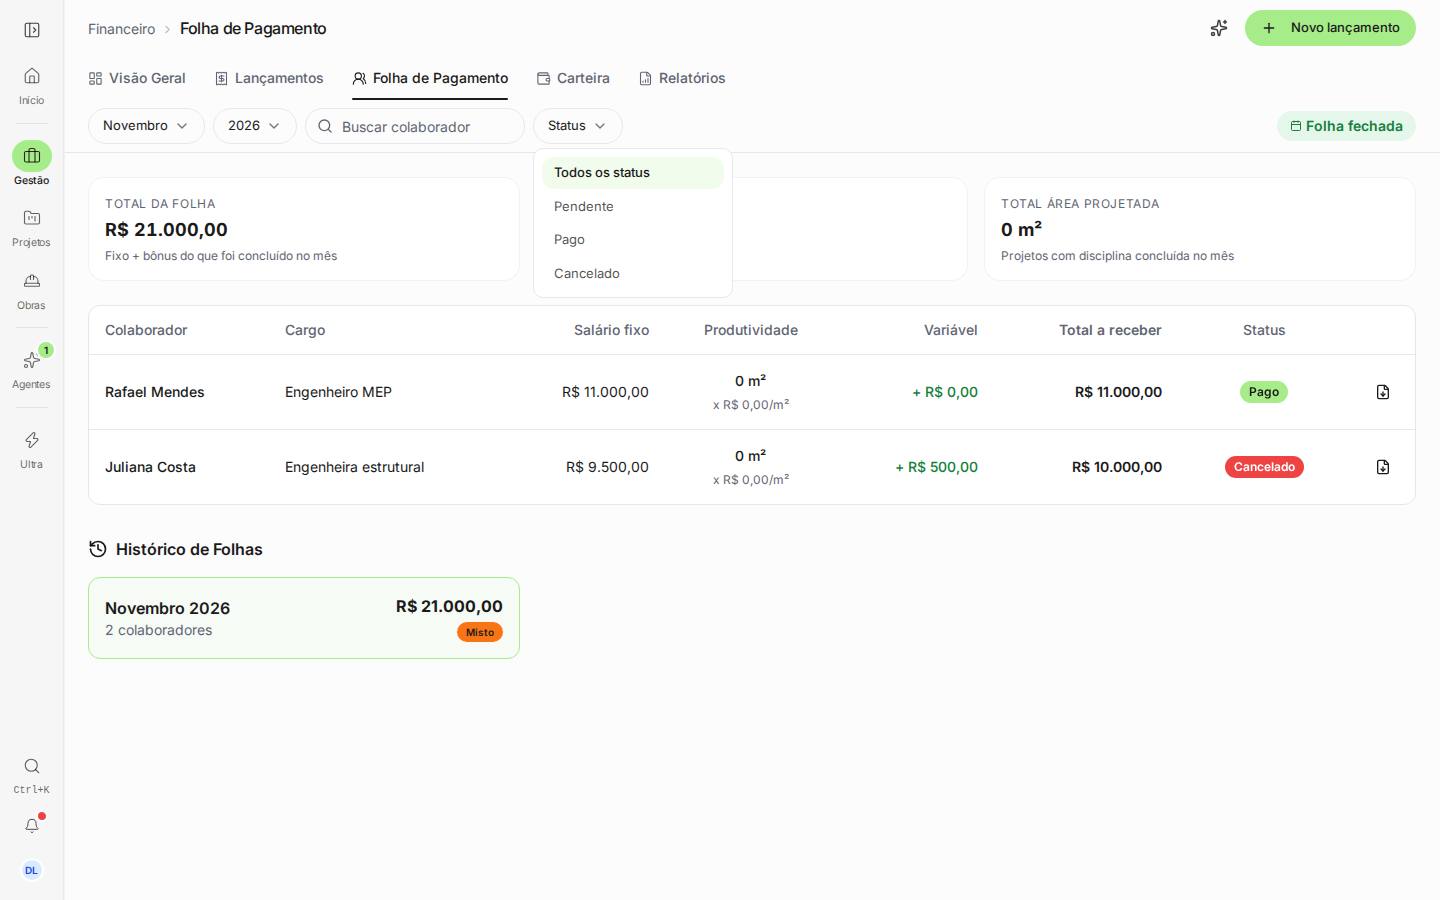 Financeiro
Folha de Pagamento
Novo lançamento
Início
Gestão
Projetos
Obras
1
Agentes
Ultra
Ctrl+K
DL
Visão Geral
Lançamentos
Folha de Pagamento
Carteira
Relatórios
Novembro
2026
Buscar colaborador
Status
Folha fechada
Todos os status
Pendente
Pago
Cancelado
TOTAL DA FOLHA
R$ 21.000,00
Fixo + bônus do que foi concluído no mês
TOTAL ÁREA PROJETADA
0 m²
Projetos com disciplina concluída no mês
Colaborador Cargo Salário fixo Produtividade Variável Total a receber Status
Rafael Mendes Engenheiro MEP R$ 11.000,00 0 m² + R$ 0,00 R$ 11.000,00 Pago
x R$ 0,00/m²
Juliana Costa Engenheira estrutural R$ 9.500,00 0 m² + R$ 500,00 R$ 10.000,00 Cancelado
x R$ 0,00/m²
Histórico de Folhas
Novembro 2026 R$ 21.000,00
2 colaboradores Misto